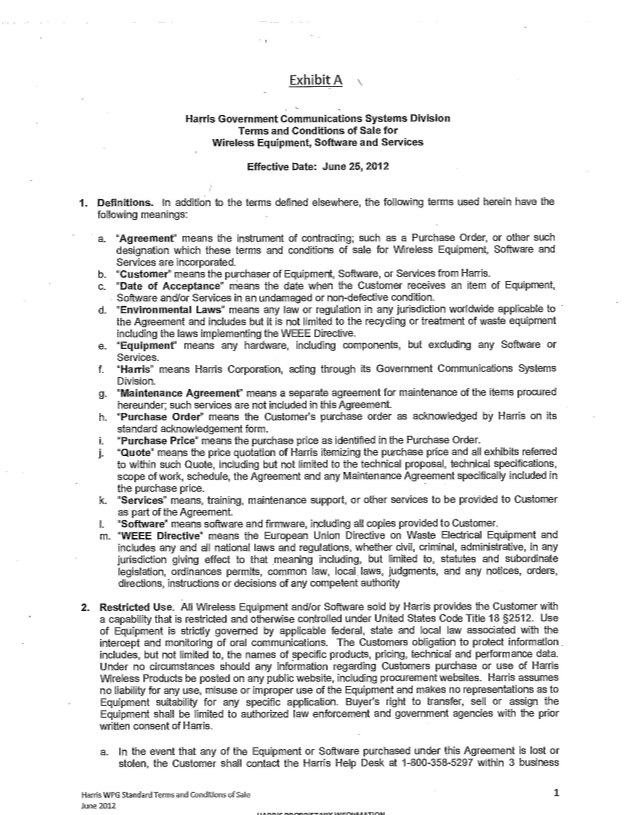 Exhibit A
Harris Government Communications Systems Division
Terms and Conditions of Sale for
Wireless Equipment, Software and Services
Effective Date: June 25, 2012
1. Definitions. In addition to the terms defined elsewhere, the following terms used herein have the
following meanings:
a. "Agreement" means the instrument of contracting; such as a Purchase Order, or other such
designation which these terms and conditions of sale for Wireless Equipment, Software and
Services are incorporated.
b. "Customer" means the purchaser of Equipment, Software, or Services from Harris.
c. "Date of Acceptance" means the date when the Customer receives an item of Equipment,
Software and/or Services in an undamaged or non-defective condition.
d. "Environmental Laws" means any law or regulation in any jurisdiction worldwide applicable to
the Agreement and includes but it is not limited to the recycling or treatment of waste equipment
including the laws implementing the WEEE Directive.
e. "Equipment" means any hardware, including components, but excluding any Software or
Services.
f. "Harris" means Harris Corporation, acting through its Government Communications Systems
Division.
g. "Maintenance Agreement" means a separate agreement for maintenance of the items procured
hereunder; such services are not included in this Agreement.
h. "Purchase Order" means the Customer's purchase order as acknowledged by Harris on its
standard acknowledgement form.
i. "Purchase Price" means the purchase price as identified in the Purchase Order.
j. "Quote" means the price quotation of Harris itemizing the purchase price and all exhibits referred
to within such Quote, including but not limited to the technical proposal, technical specifications,
scope of work, schedule, the Agreement and any Maintenance Agreement specifically included in
the purchase price.
k. "Services" means, training, maintenance support, or other services to be provided to Customer
as part of the Agreement.
l. "Software" means software and firmware, including all copies provided to Customer.
m. "WEEE Directive" means the European Union Directive on Waste Electrical Equipment and
includes any and all national laws and regulations, whether civil, criminal, administrative, in any
jurisdiction giving effect to that meaning including, but limited to, statutes and subordinate
legislation, ordinances permits, common law, local laws, judgments, and any notices, orders,
directions, instructions or decisions of any competent authority
2. Restricted Use. All Wireless Equipment and/or Software sold by Harris provides the Customer with
a capability that is restricted and otherwise controlled under United States Code Title 18 §2512. Use
of Equipment is strictly governed by applicable federal, state and local law associated with the
intercept and monitoring of oral communications. The Customers obligation to protect information
includes, but not limited to, the names of specific products, pricing, technical and performance data.
Under no circumstances should any information regarding Customers purchase or use of Harris
Wireless Products be posted on any public website, including procurement websites. Harris assumes
no liability for any use, misuse or improper use of the Equipment and makes no representations as to
Equipment suitability for any specific application. Buyer's right to transfer, sell or assign the
Equipment shall be limited to authorized law enforcement and government agencies with the prior
written consent of Harris.
a. In the event that any of the Equipment or Software purchased under this Agreement is lost or
stolen, the Customer shall contact the Harris Help Desk at 1-800-358-5297 within 3 business
Harris WPG Standard Terms and Conditions of Sale 1
June 2012
HARRIS PROPRIETARY INFORMATION